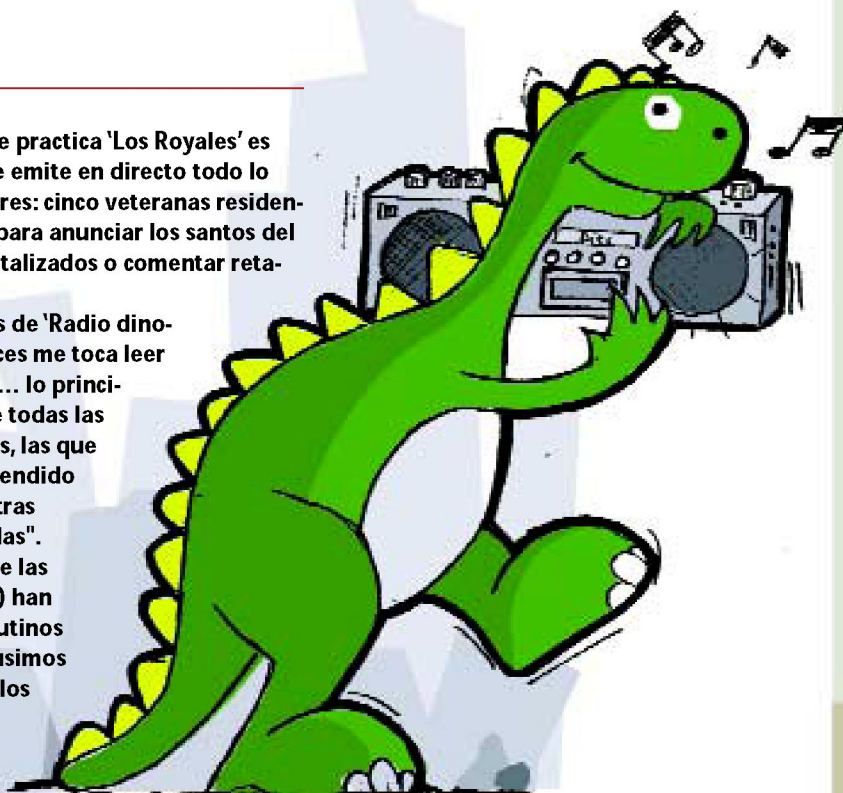 e practica 'Los Royales' es
e emite en directo todo lo
res: cinco veteranas residen-
para anunciar los santos del
talizados o comentar reta-
s de 'Radio dino-
ces me toca leer
… lo princi-
e todas las
s, las que
endido
tras
las".
e las
) han
utinos
usimos
los